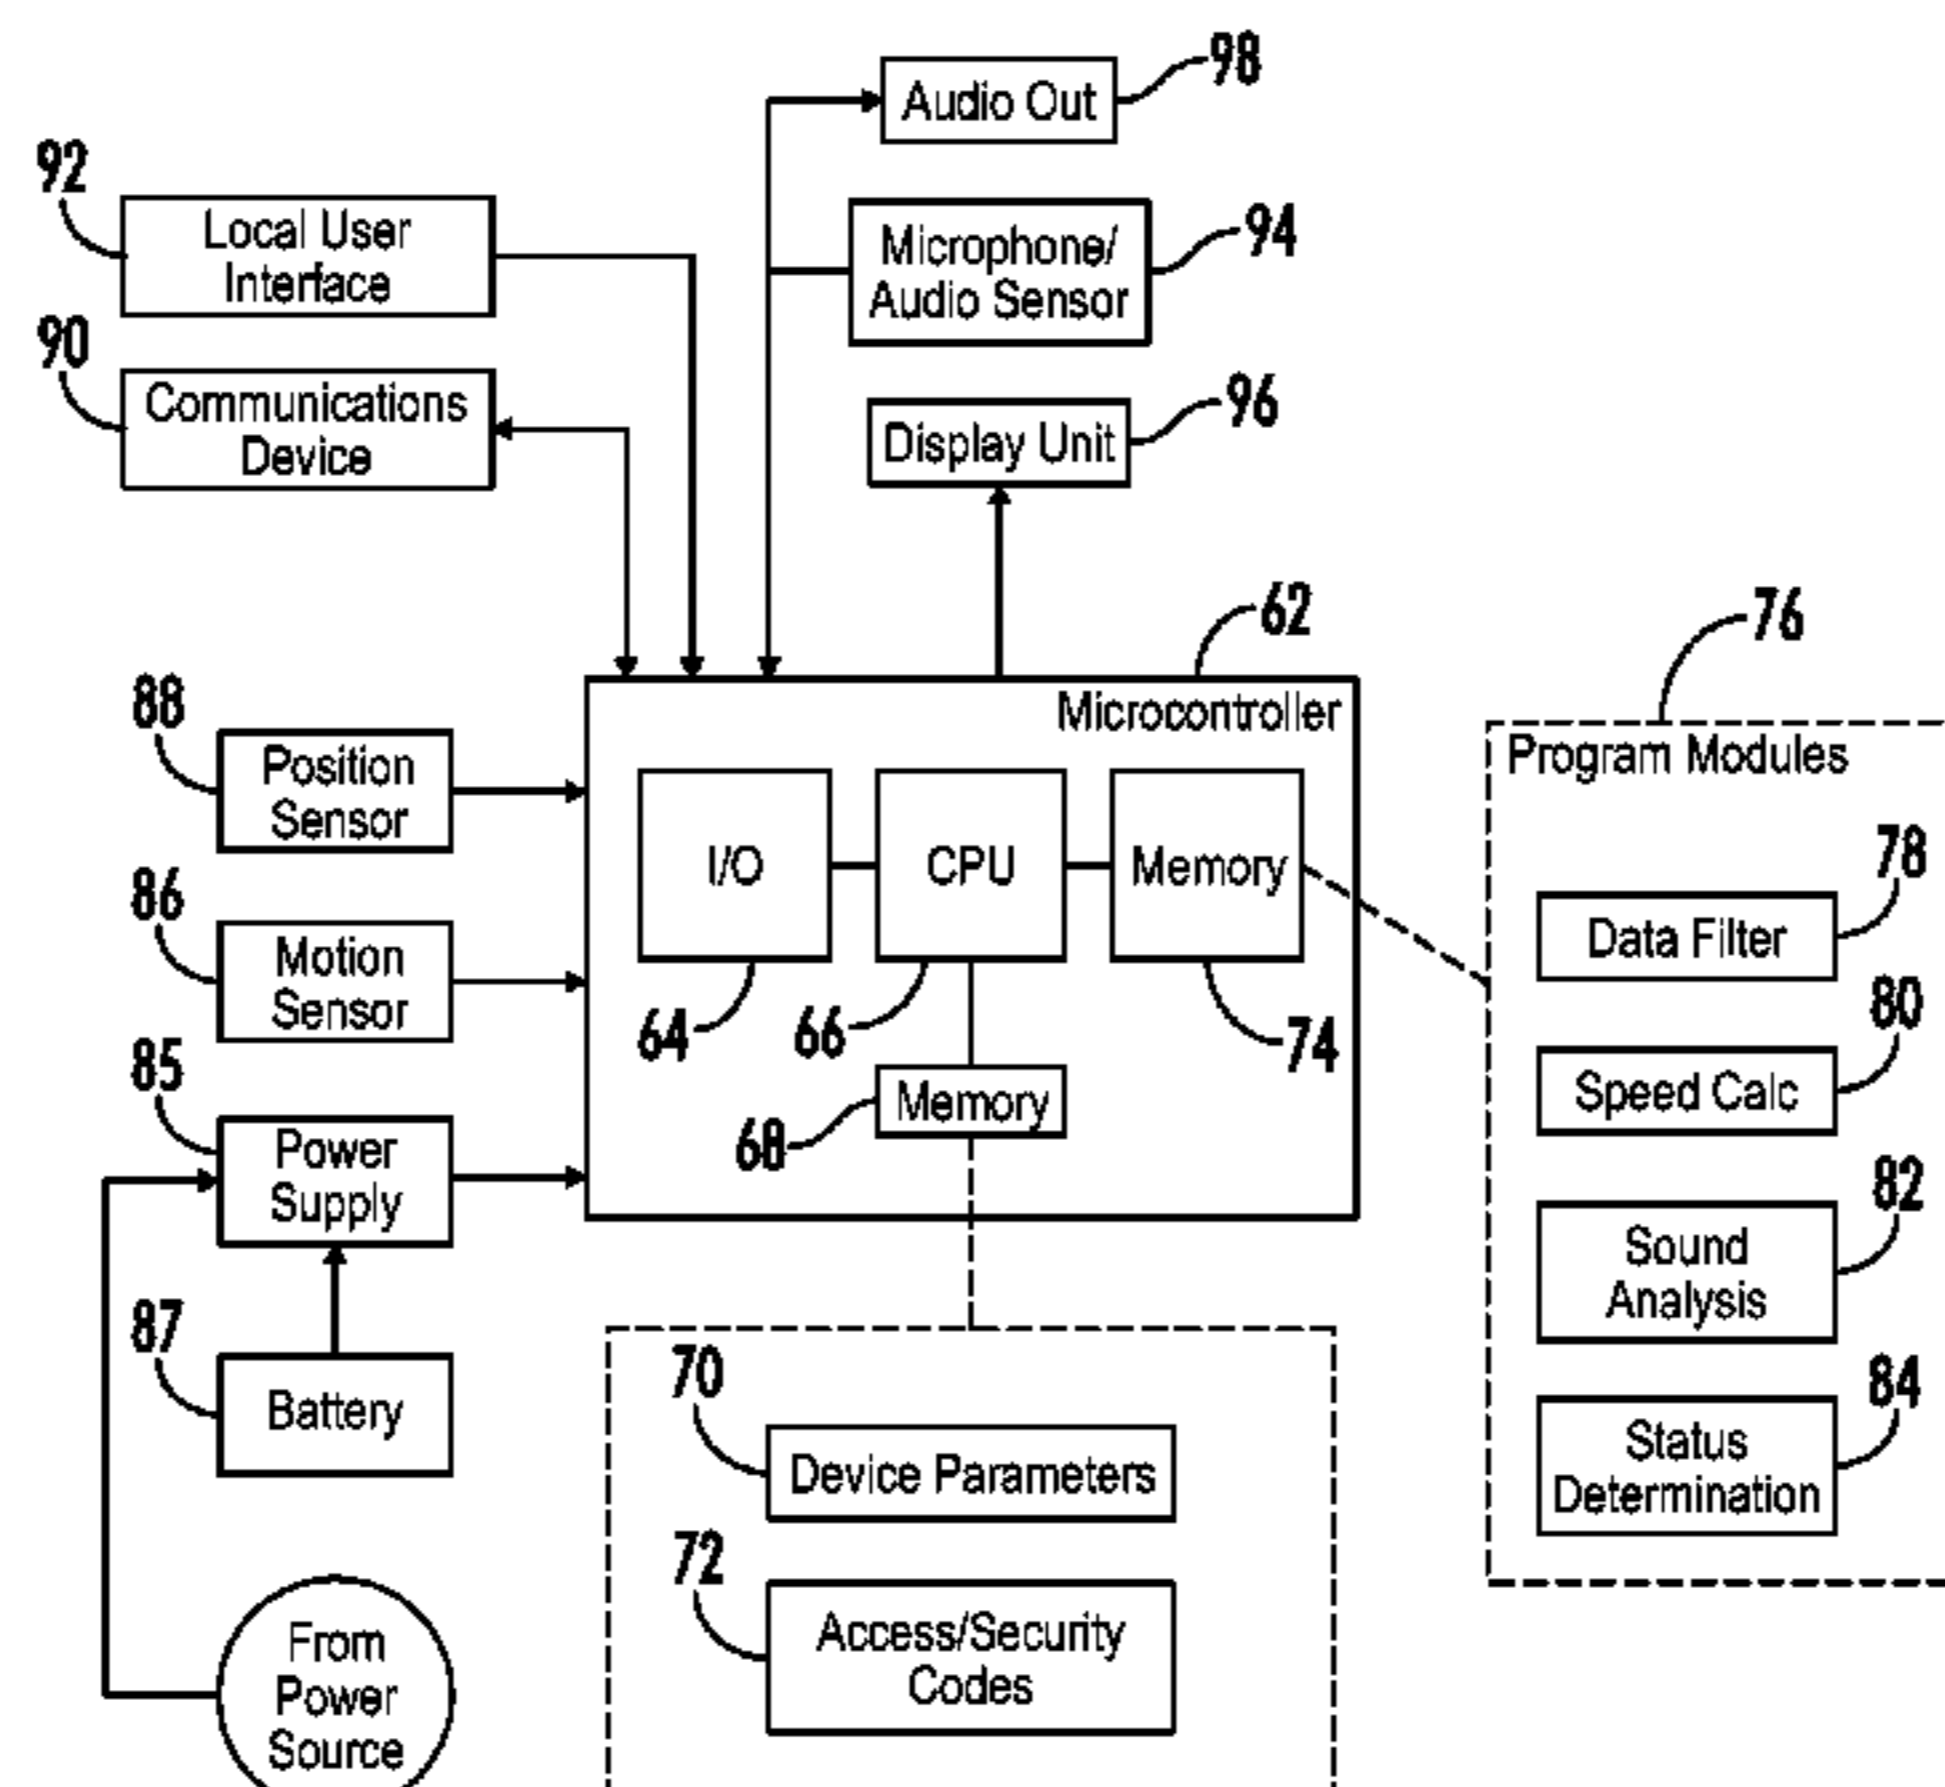 98
Audio Out
92
Local User
Interface
Microphone/
Audio Sensor
94
90
Communications
Device
96
Display Unit
62
76
Microcontroller
88
Position
Sensor
Program Modules
I/O
CPU
Memory
78
Data Filter
86
Motion
Sensor
64
66
74
80
Speed Calc
85
Power
Supply
68
Memory
82
Sound
Analysis
87
Battery
70
Device Parameters
84
Status
Determination
72
Access/Security
Codes
From
Power
Source